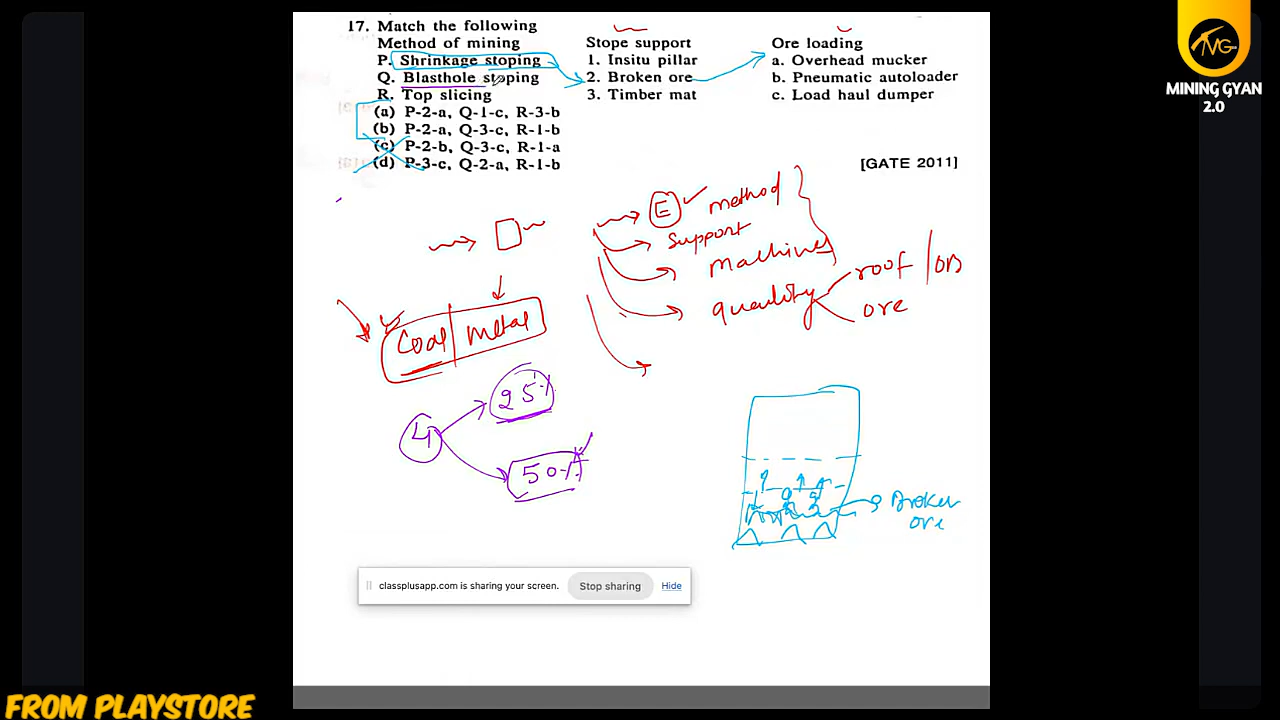 17. Match the following
Method of mining Stope support Ore loading
P. Shrinkage stoping 1. Insitu pillar a. Overhead mucker
Q. Blasthole stoping 2. Broken ore b. Pneumatic autoloader
R. Top slicing 3. Timber mat c. Load haul dumper
(a) P-2-a, Q-1-c, R-3-b
(b) P-2-a, Q-3-c, R-1-b
(c) P-2-b, Q-3-c, R-1-a
(d) P-3-c, Q-2-a, R-1-b [GATE 2011]
TVG
MINING GYAN
2.0
E method
Support
machines
quality roof / OB
ore
Coal | Metal
4 25%
50%
Broken
ore
classplusapp.com is sharing your screen. Stop sharing Hide
FROM PLAYSTORE